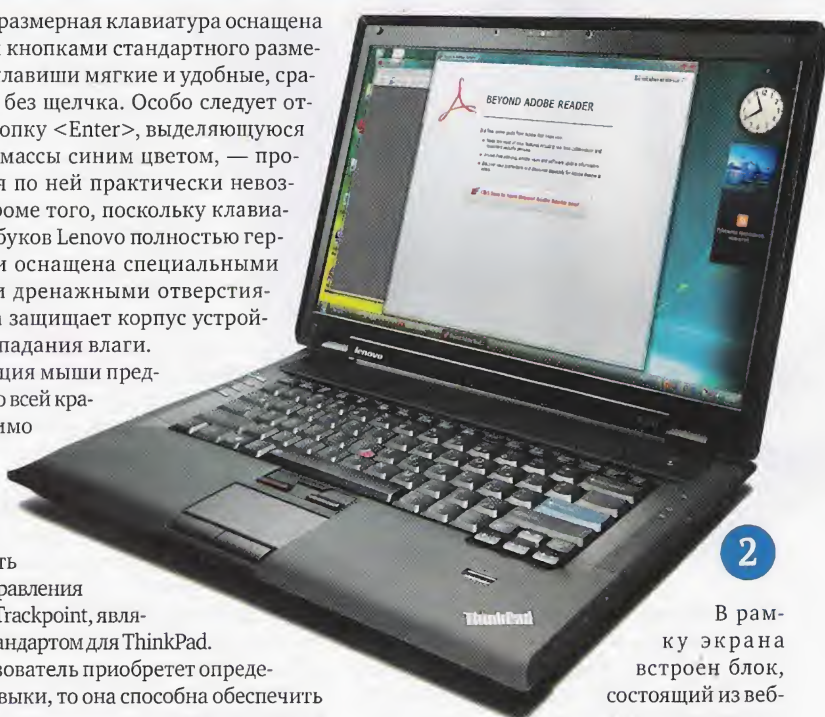 размерная клавиатура оснащена
кнопками стандартного разме-
лавиши мягкие и удобные, сра-
без щелчка. Особо следует от-
опку <Enter>, выделяющуюся
массы синим цветом, — про-
я по ней практически невоз-
роме того, поскольку клавиа-
буков Lenovo полностью гер-
и оснащена специальными
и дренажными отверстия-
а защищает корпус устрой-
падания влаги.
ция мыши пред-
о всей кра-
имо
ть
равления
Trackpoint, явля-
андартом для ThinkPad.
зователь приобретет опреде-
выки, то она способна обеспечить
BEYOND ADOBE READER
lenovo
ThinkPad
2
В рам-
ку экрана
встроен блок,
состоящий из веб-